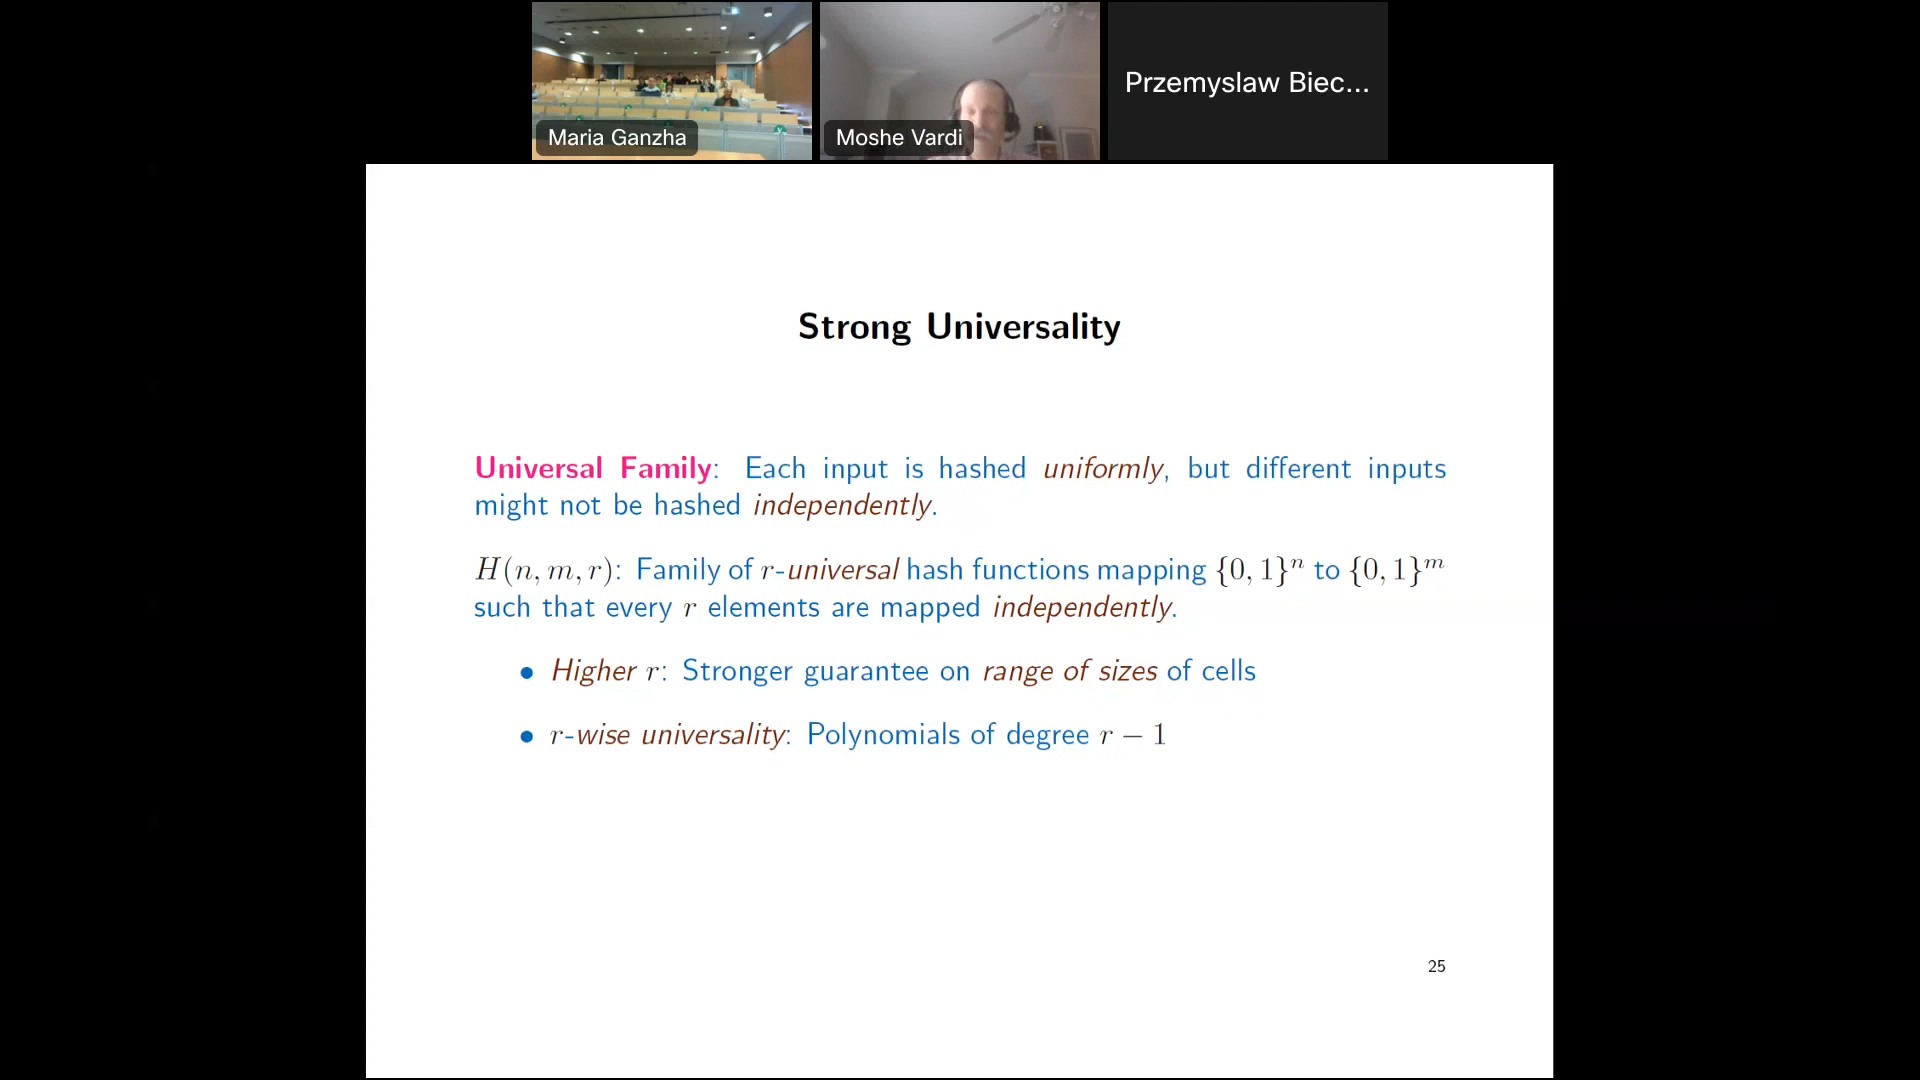 Maria Ganzha
Moshe Vardi
Przemyslaw Biec...
Strong Universality
Universal Family: Each input is hashed uniformly, but different inputs
might not be hashed independently.
H(n, m, r): Family of r-universal hash functions mapping {0, 1}ⁿ to {0, 1}ᵐ
such that every r elements are mapped independently.
• Higher r: Stronger guarantee on range of sizes of cells
• r-wise universality: Polynomials of degree r − 1
25